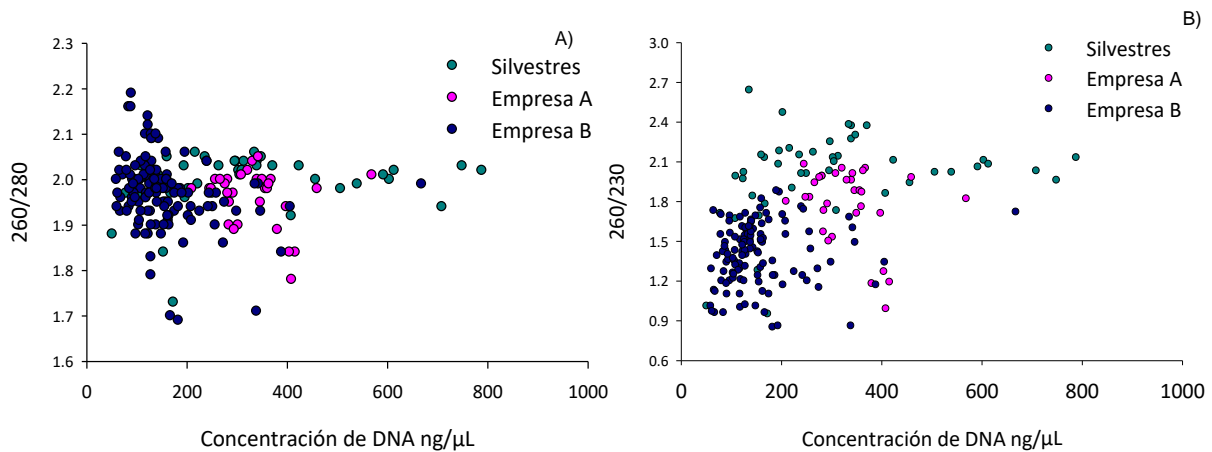 A)
Silvestres
Empresa A
Empresa B
2.3
2.2
2.1
2.0
1.9
1.8
1.7
1.6
260/280
0 200 400 600 800 1000
Concentración de DNA ng/µL
B)
Silvestres
Empresa A
Empresa B
3.0
2.7
2.4
2.1
1.8
1.5
1.2
0.9
0.6
260/230
0 200 400 600 800 1000
Concentración de DNA ng/µL